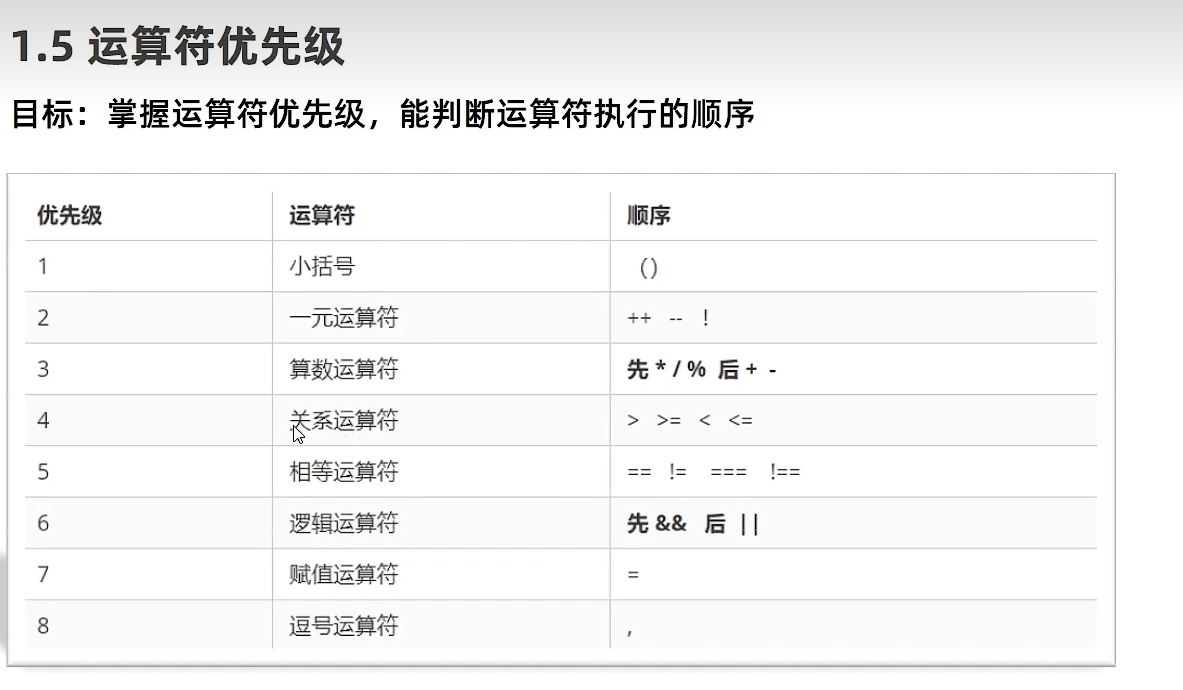 1.5 运算符优先级
目标：掌握运算符优先级，能判断运算符执行的顺序
优先级 运算符 顺序
1 小括号 ()
2 一元运算符 ++ -- !
3 算数运算符 先 * / % 后 + -
4 关系运算符 > >= < <=
5 相等运算符 == != === !==
6 逻辑运算符 先 && 后 ||
7 赋值运算符 =
8 逗号运算符 ,